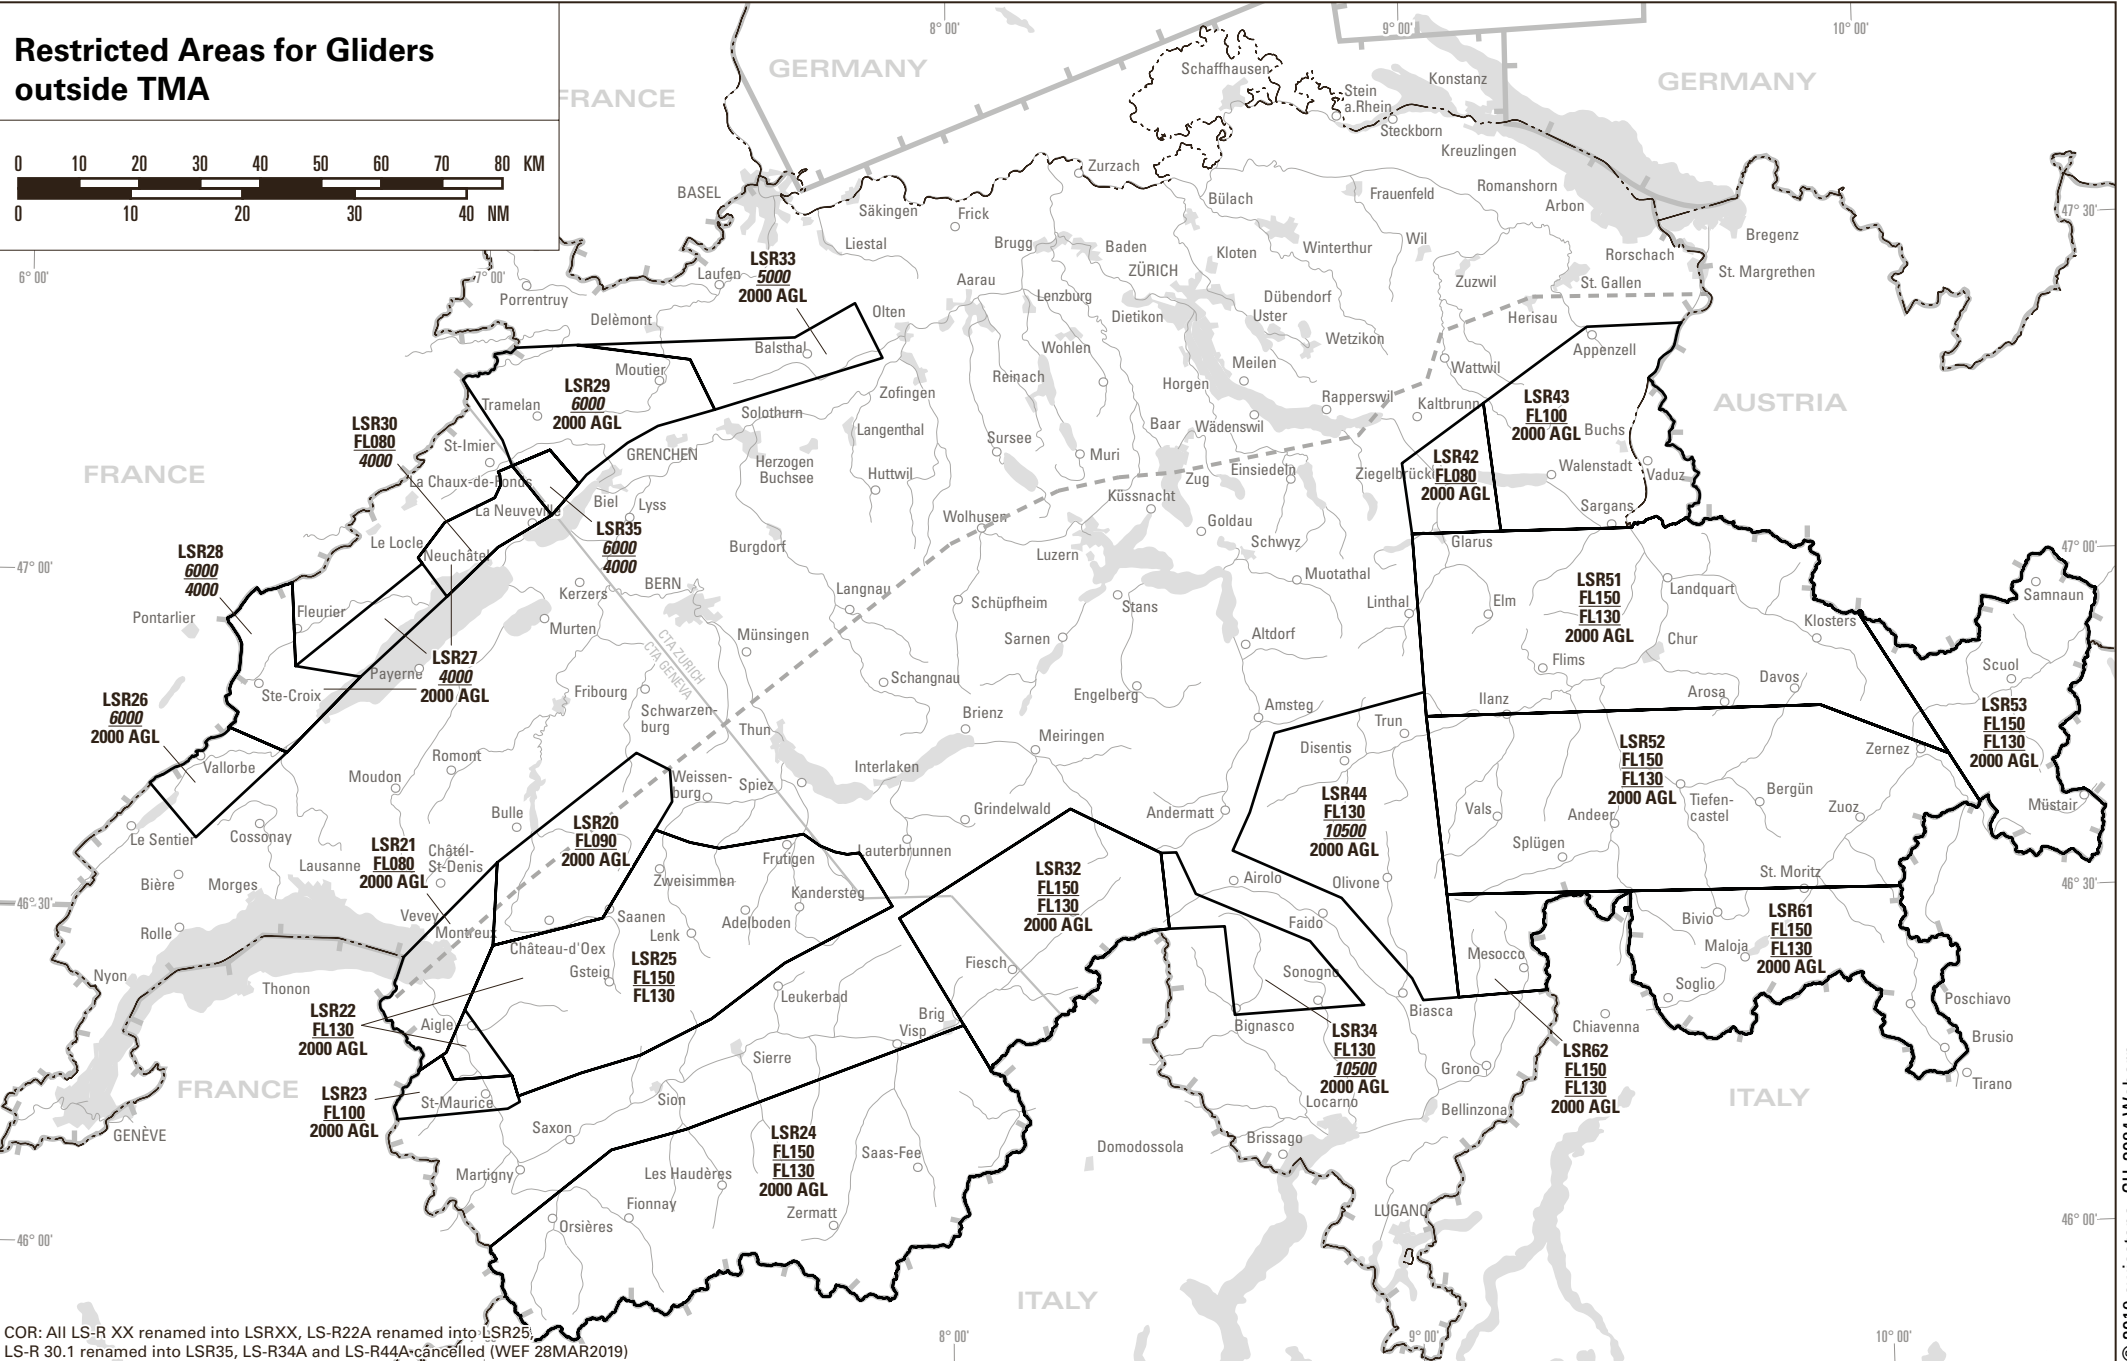 Restricted Areas for Gliders
outside TMA
0 10 20 30 40 50 60 70 80 KM
0 10 20 30 40 NM
8° 00'
9° 00'
10° 00'
GERMANY
GERMANY
FRANCE
Schaffhausen
Konstanz
Stein
a.Rhein
Steckborn
Kreuzlingen
Zurzach
BASEL
Säkingen
Frick
Bülach
Frauenfeld
Romanshorn
Arbon
47° 30'
Liestal
Brugg
Baden
ZÜRICH
Kloten
Winterthur
Wil
Rorschach
Bregenz
St. Margrethen
6° 00'
7° 00'
Porrentruy
Laufen
LSR33
5000
2000 AGL
Aarau
Lenzburg
Dietikon
Dübendorf
Uster
Zuzwil
St. Gallen
Herisau
Delèmont
Olten
Balsthal
Wohlen
Wetzikon
Meilen
Wattwil
Appenzell
Moutier
LSR29
6000
2000 AGL
Tramelan
Zofingen
Reinach
Horgen
Rapperswil
Kaltbrunn
LSR43
FL100
2000 AGL
AUSTRIA
LSR30
FL080
4000
St-Imier
Solothurn
Langenthal
GRENCHEN
Herzogen
Buchsee
Huttwil
Sursee
Muri
Baar
Wädenswil
Buchs
FRANCE
La Chaux-de-Fonds
La Neuveville
Biel
Lyss
Einsiedeln
Zug
Küssnacht
LSR42
FL080
2000 AGL
Walenstadt
Vaduz
Sargans
LSR28
6000
4000
Le Locle
Neuchâtel
LSR35
6000
4000
Burgdorf
Wolhusen
Luzern
Goldau
Schwyz
Glarus
47° 00'
47° 00'
Pontarlier
Fleurier
Kerzers
BERN
Murten
Langnau
Schüpfheim
Stans
Muotathal
Linthal
Elm
LSR51
FL150
FL130
2000 AGL
Landquart
Samnaun
Klosters
Münsingen
CTA ZURICH
CTA GENEVA
Sarnen
Altdorf
Chur
Flims
Scuol
LSR27
4000
2000 AGL
Payerne
Ste-Croix
Fribourg
Schangnau
Engelberg
Amsteg
Ilanz
Arosa
Davos
LSR26
6000
2000 AGL
Schwarzen-
burg
Thun
Brienz
Meiringen
Trun
Disentis
LSR53
FL150
FL130
2000 AGL
Vallorbe
Romont
Moudon
Weissen-
burg
Spiez
Interlaken
LSR52
FL150
FL130
2000 AGL
Zernez
Bulle
Grindelwald
Andermatt
LSR44
FL130
10500
2000 AGL
Vals
Andeer
Tiefen-
castel
Bergün
Zuoz
Müstair
Le Sentier
Cossonay
LSR21
FL080
2000 AGL
Châtel-
St-Denis
LSR20
FL090
2000 AGL
Frutigen
Lauterbrunnen
Splügen
Bière
Morges
Lausanne
Zweisimmen
Kandersteg
LSR32
FL150
FL130
2000 AGL
Airolo
Olivone
St. Moritz
46° 30'
46° 30'
Rolle
Vevey
Montreux
Saanen
Adelboden
Lenk
Faido
Bivio
LSR61
FL150
FL130
2000 AGL
Nyon
Château-d'Oex
Gsteig
LSR25
FL150
FL130
Fiesch
Sonogno
Mesocco
Maloja
Thonon
Leukerbad
Soglio
Poschiavo
LSR22
FL130
2000 AGL
Aigle
Brig
Visp
Bignasco
Biasca
LSR34
FL130
10500
2000 AGL
Chiavenna
Brusio
FRANCE
Sierre
Grono
LSR62
FL150
FL130
2000 AGL
Tirano
LSR23
FL100
2000 AGL
St-Maurice
Sion
Locarno
Bellinzona
ITALY
GENÈVE
Saxon
LSR24
FL150
FL130
2000 AGL
Saas-Fee
Domodossola
Brissago
Martigny
Les Haudères
Fionnay
Orsières
Zermatt
LUGANO
46° 00'
46° 00'
ITALY
COR: All LS-R XX renamed into LSRXX, LS-R22A renamed into LSR25,
LS-R 30.1 renamed into LSR35, LS-R34A and LS-R44A cancelled (WEF 28MAR2019)
8° 00'
9° 00'
10° 00'